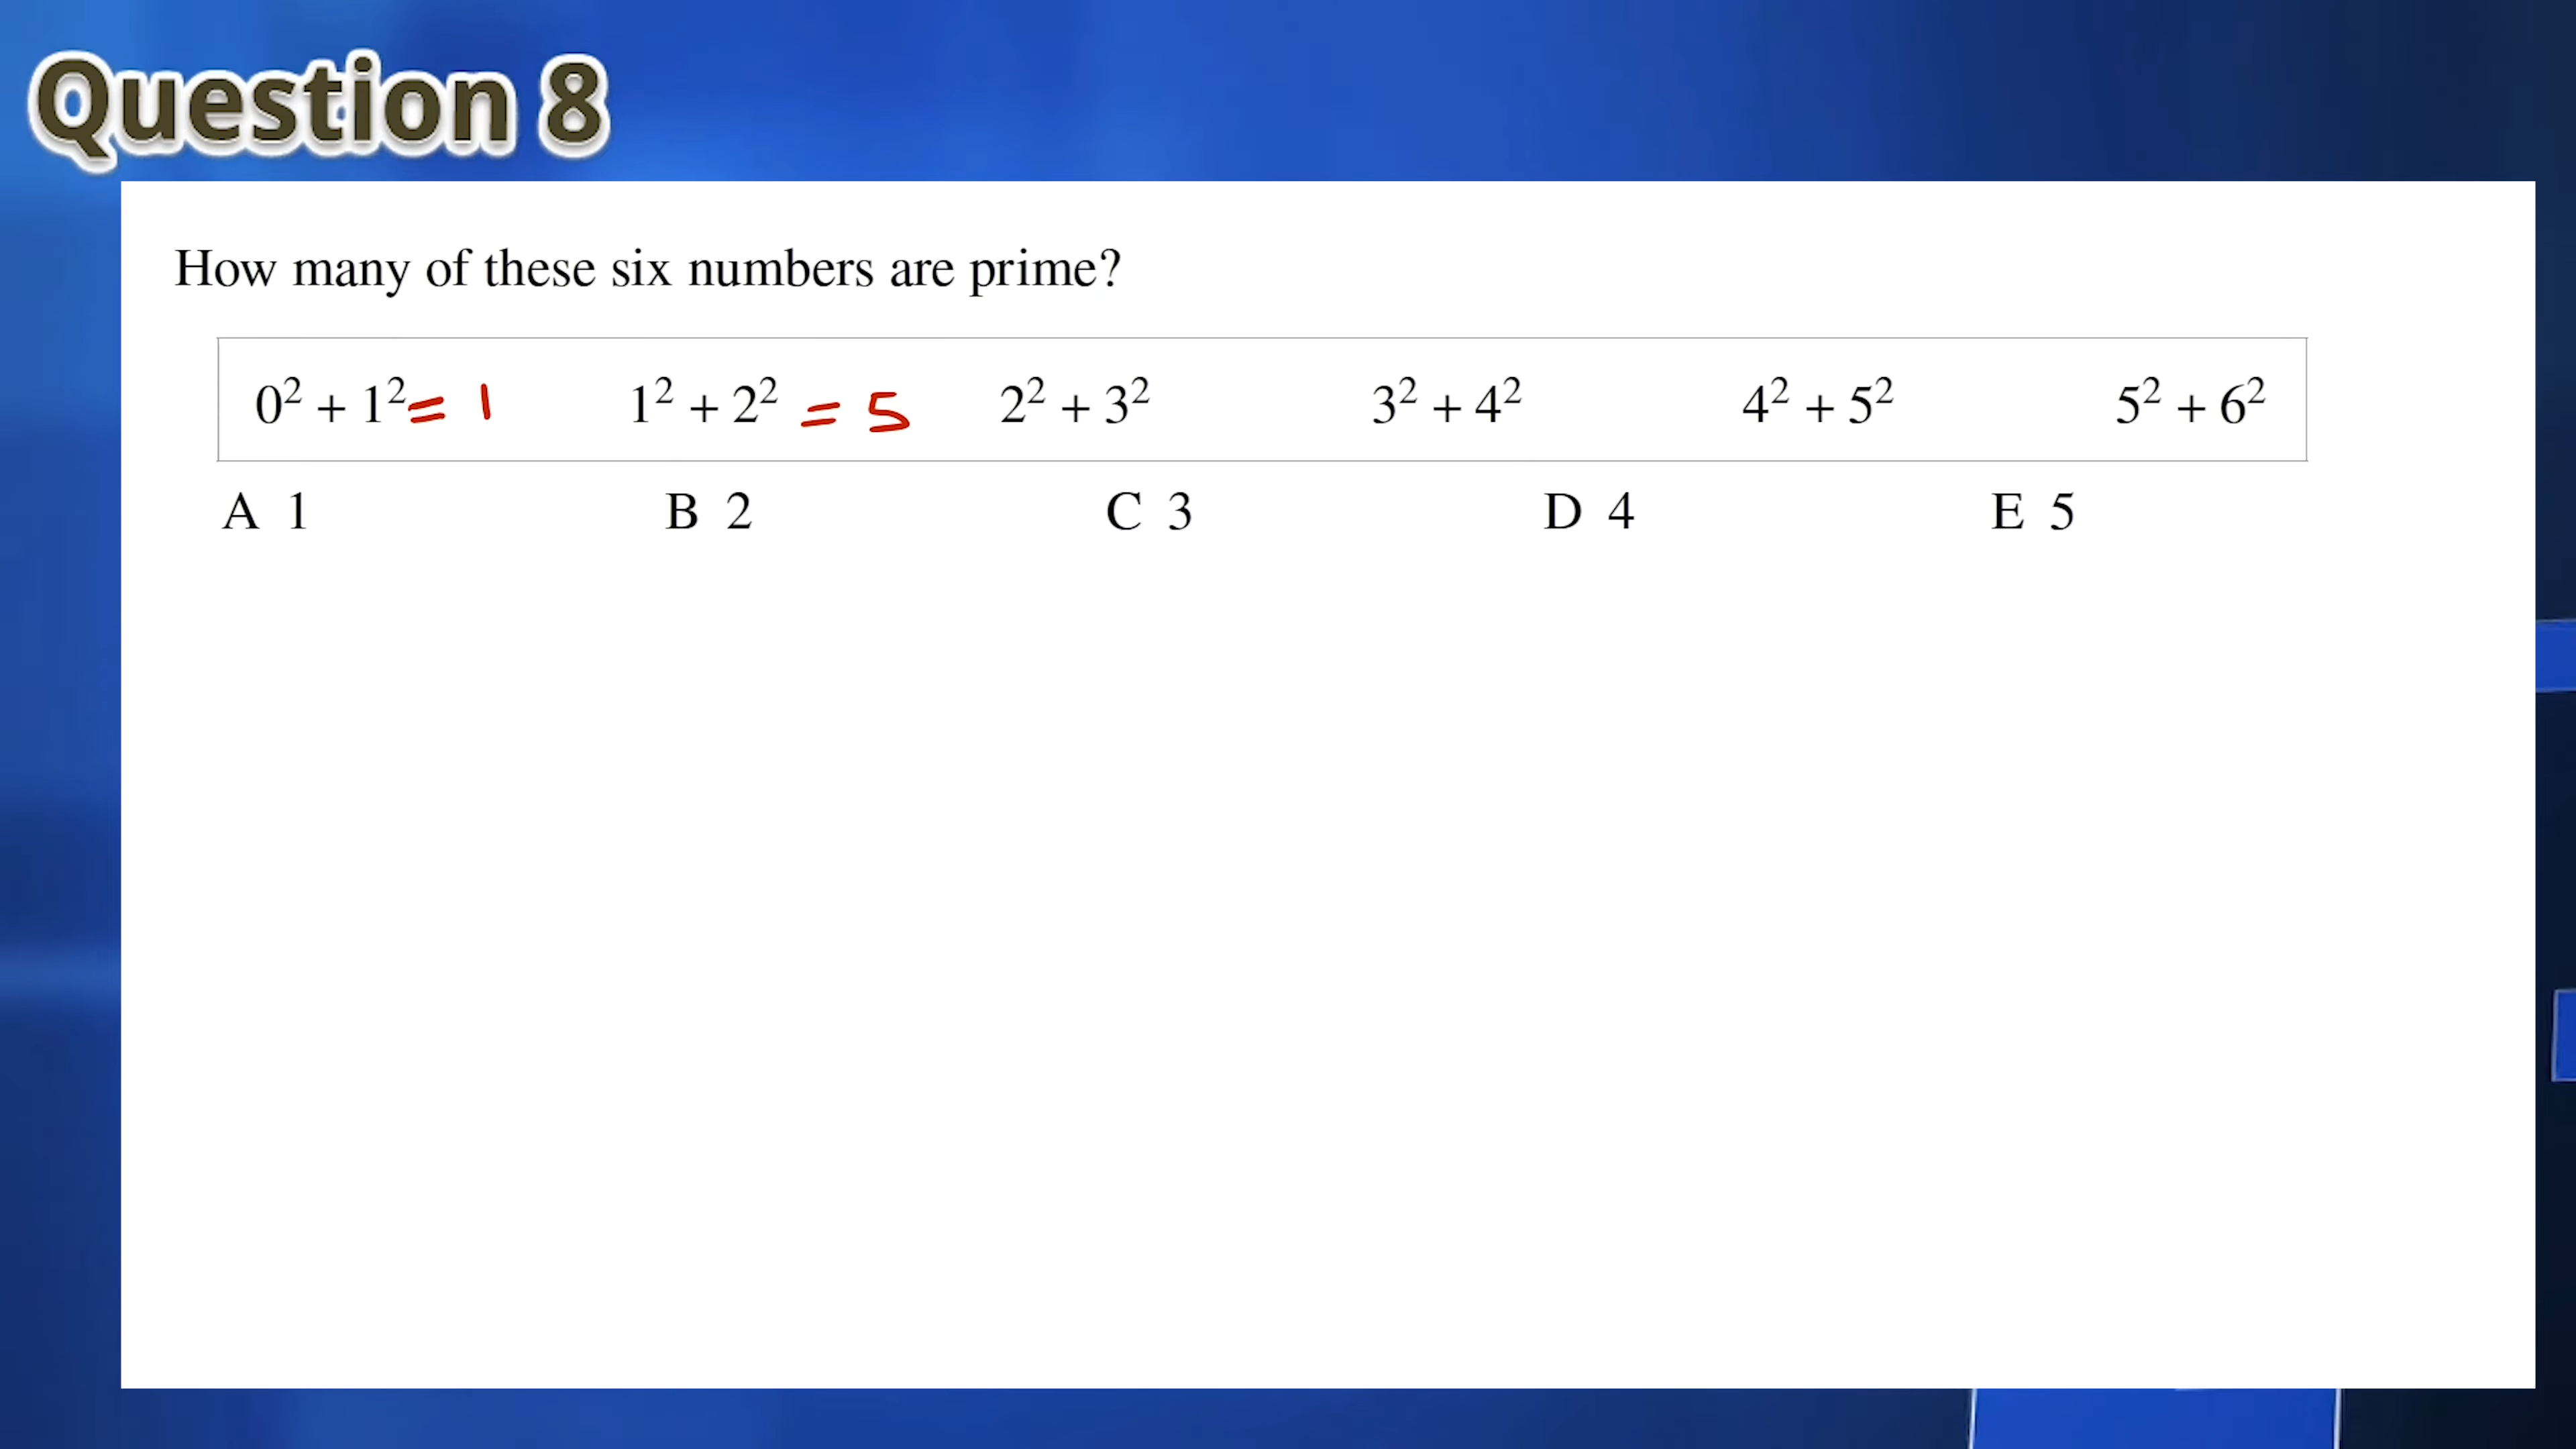 Question 8
How many of these six numbers are prime?
0² + 1² = 1 1² + 2² = 5 2² + 3² 3² + 4² 4² + 5² 5² + 6²
A 1 B 2 C 3 D 4 E 5